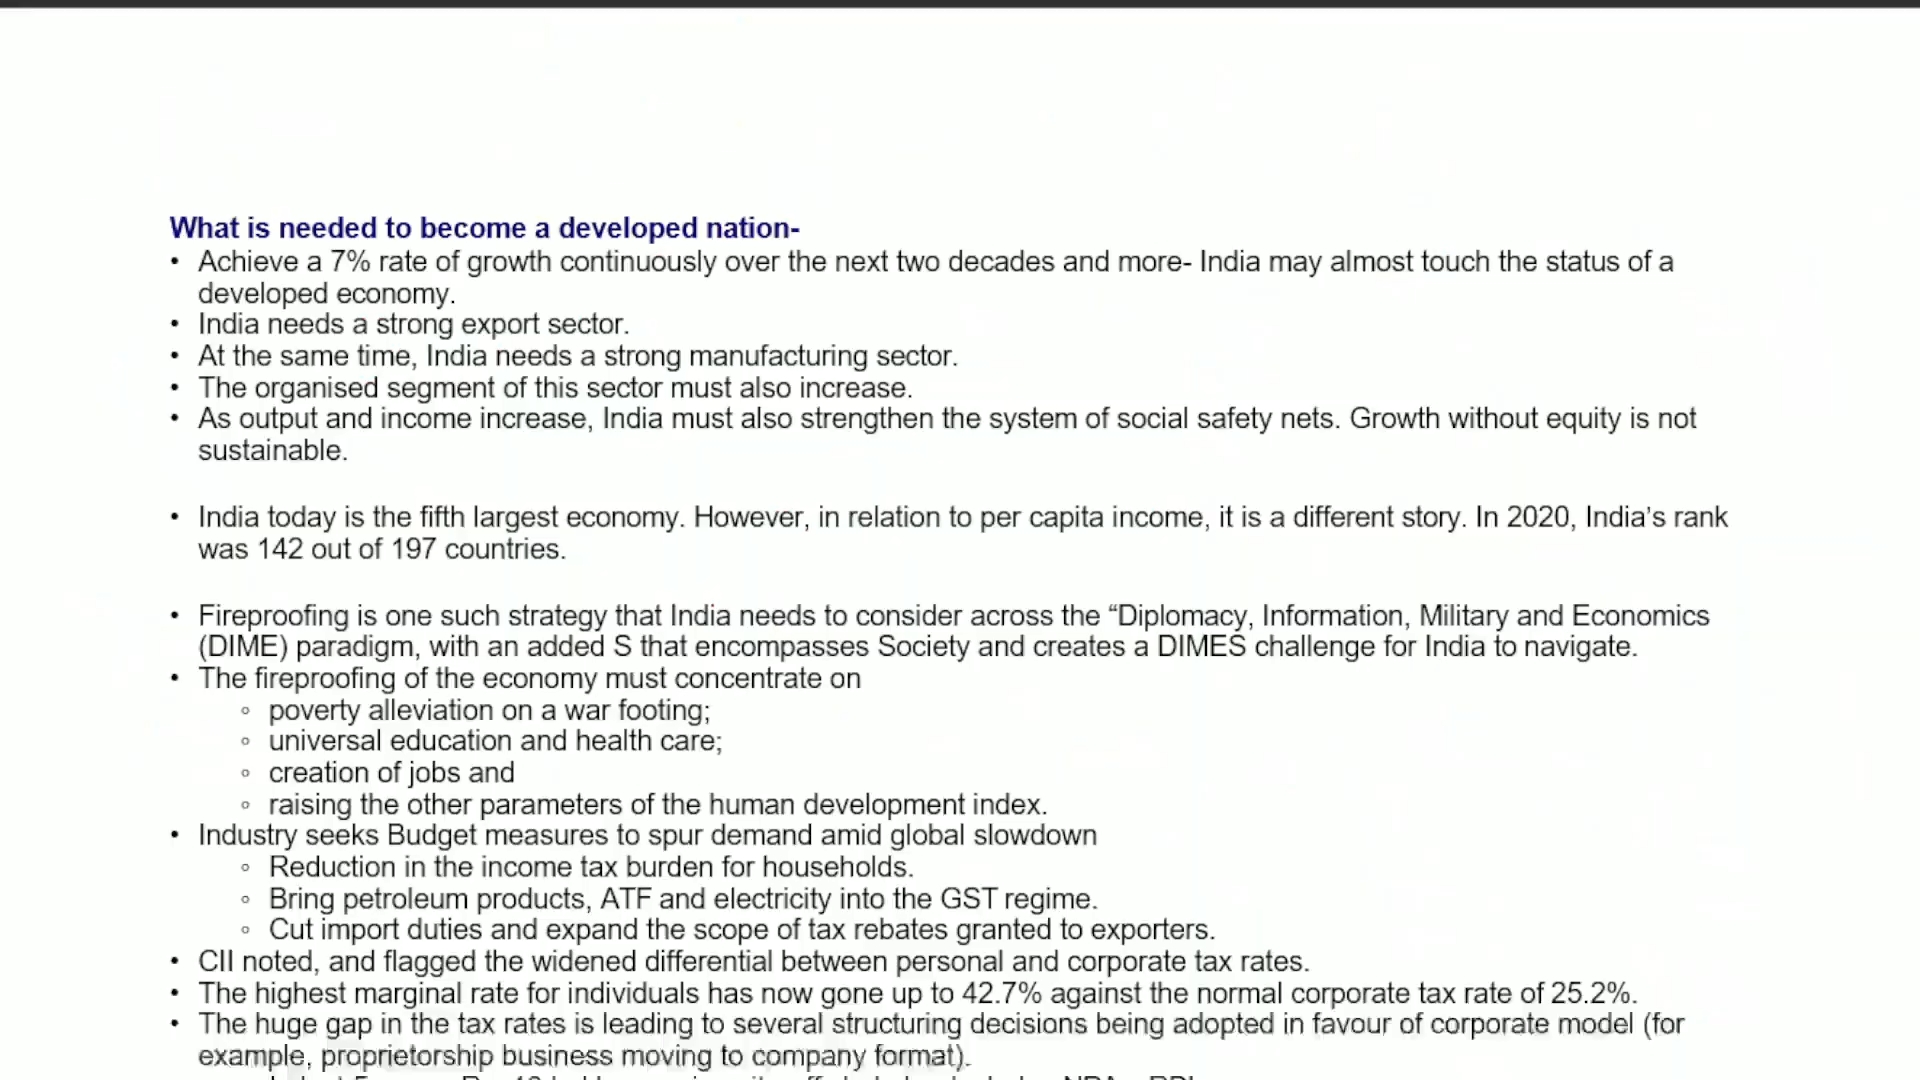 What is needed to become a developed nation-
• Achieve a 7% rate of growth continuously over the next two decades and more- India may almost touch the status of a
developed economy.
• India needs a strong export sector.
• At the same time, India needs a strong manufacturing sector.
• The organised segment of this sector must also increase.
• As output and income increase, India must also strengthen the system of social safety nets. Growth without equity is not
sustainable.
• India today is the fifth largest economy. However, in relation to per capita income, it is a different story. In 2020, India’s rank
was 142 out of 197 countries.
• Fireproofing is one such strategy that India needs to consider across the “Diplomacy, Information, Military and Economics
(DIME) paradigm, with an added S that encompasses Society and creates a DIMES challenge for India to navigate.
• The fireproofing of the economy must concentrate on
◦ poverty alleviation on a war footing;
◦ universal education and health care;
◦ creation of jobs and
◦ raising the other parameters of the human development index.
• Industry seeks Budget measures to spur demand amid global slowdown
◦ Reduction in the income tax burden for households.
◦ Bring petroleum products, ATF and electricity into the GST regime.
◦ Cut import duties and expand the scope of tax rebates granted to exporters.
• CII noted, and flagged the widened differential between personal and corporate tax rates.
• The highest marginal rate for individuals has now gone up to 42.7% against the normal corporate tax rate of 25.2%.
• The huge gap in the tax rates is leading to several structuring decisions being adopted in favour of corporate model (for
example, proprietorship business moving to company format).